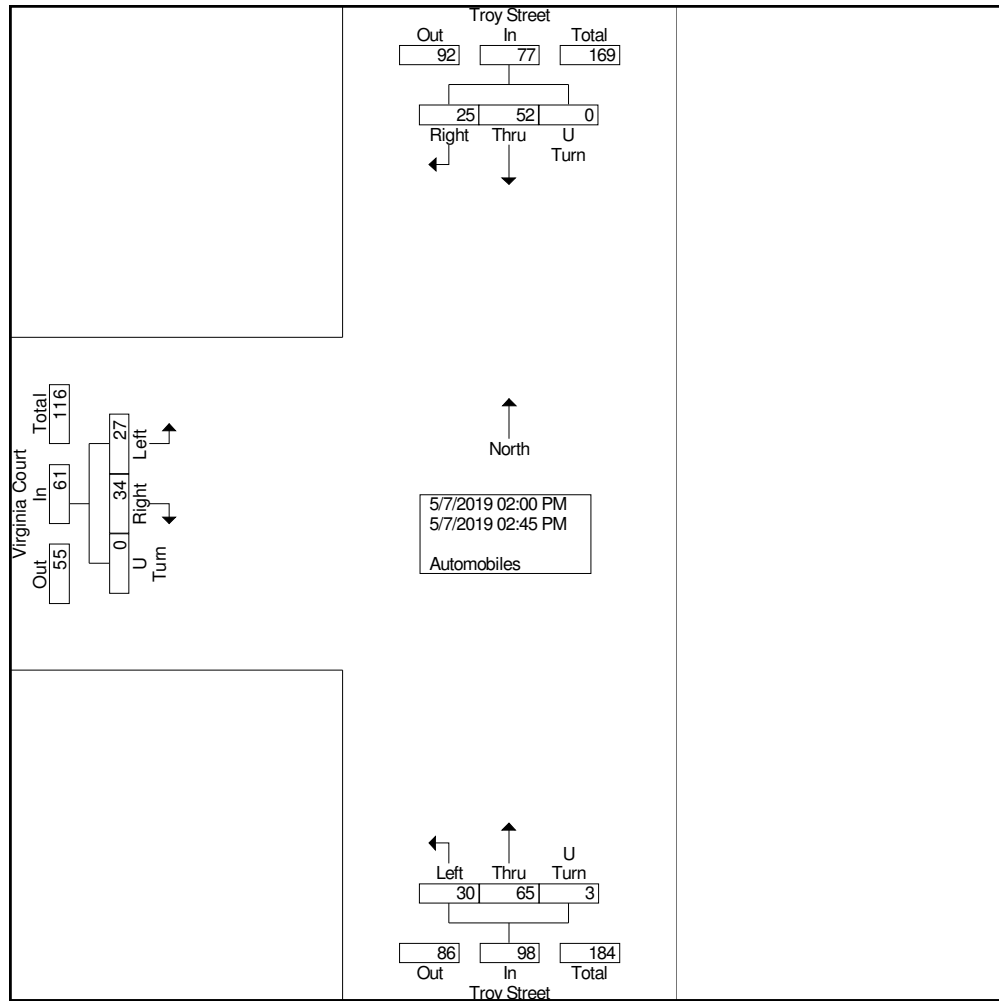 Troy Street
Out In Total
92 77 169
25 52 0
Right Thru U Turn
Virginia Court
Total In Out
116 61 55
27 34 0
Left Right U Turn
North
5/7/2019 02:00 PM
5/7/2019 02:45 PM
Automobiles
Left Thru U Turn
30 65 3
86 98 184
Out In Total
Troy Street